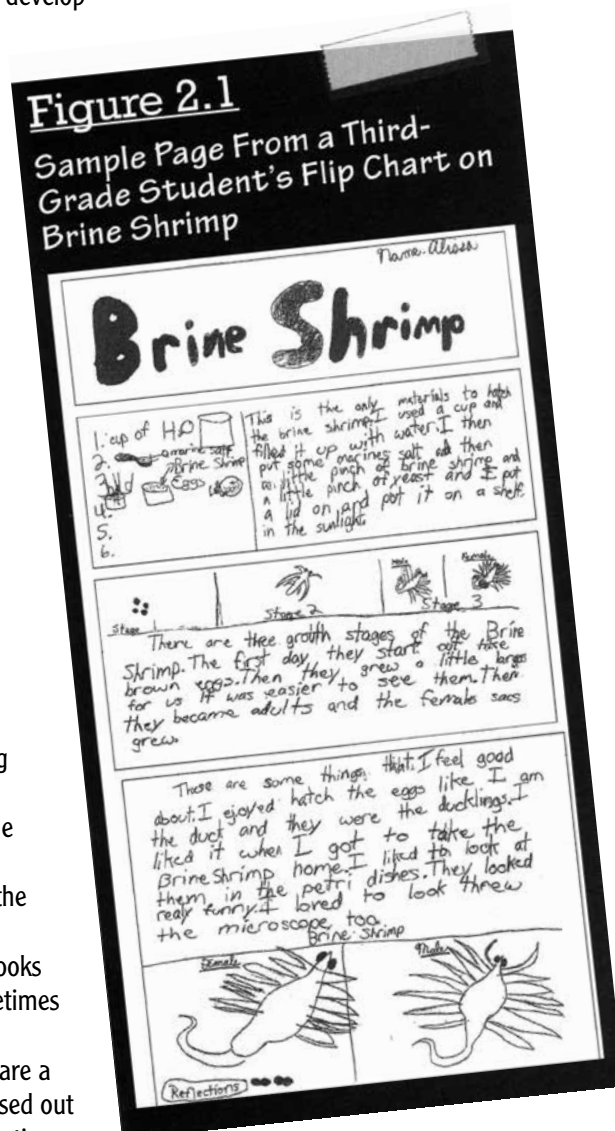 develop
Figure 2.1
Sample Page From a Third-
Grade Student's Flip Chart on
Brine Shrimp
Name: Alissa
Brine Shrimp
1. cup of H2O
2. marine salt
3. Brine Shrimp
Eggs
4.
5.
6.
This is the only materials to hatch
the brine shrimp. I used a cup and
filled it up with water. I then
put some marines salt and then
a little pinch of brine shrimp and
a little pinch of yeast and I put
a lid on and pot it on a shelf
in the sunlight.
Stage 1
Stage 2
Male
Female
Stage 3
There are thee grouth stages of the Brine
Shrimp. The first day, they start out like
brown eggs. Then they grew a little larger
for us it was easier to see them. Then
they became adults and the female sacs
grew.
These are some things that I feel good
about. I ejoyed hatch the eggs like I am
the duck and they were the ducklings. I
liked it when I got to take the
Brine Shrimp home. I liked to look at
them in the petri dishes. They looked
realy funny. I loved to look threw
the microscope too.
Brine Shrimp
Female
Male
Reflections
g
e
the
ooks
etimes
are a
sed out